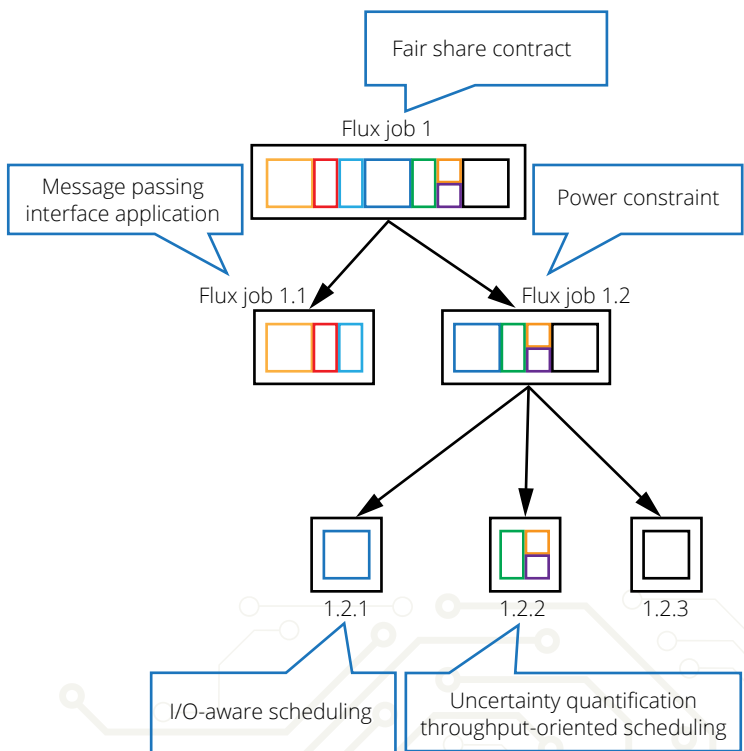 Fair share contract
Flux job 1
Message passing
interface application
Power constraint
Flux job 1.1
Flux job 1.2
1.2.1
1.2.2
1.2.3
I/O-aware scheduling
Uncertainty quantification
throughput-oriented scheduling